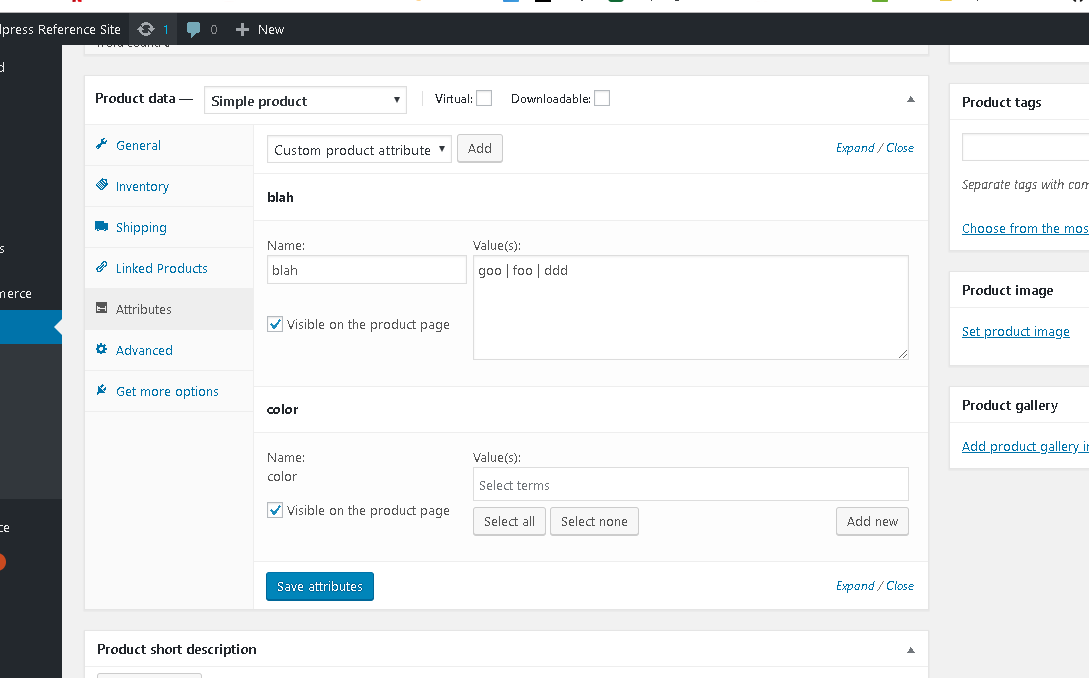 press Reference Site 1 0 New
Product data — Simple product Virtual: Downloadable:
General
Inventory
Shipping
Linked Products
Attributes
Advanced
Get more options
Custom product attribute Add Expand / Close
blah
Name: Value(s):
blah goo | foo | ddd
Visible on the product page
color
Name: Value(s):
color
Select terms
Visible on the product page
Select all Select none Add new
Save attributes Expand / Close
Product short description
Product tags
Separate tags with com
Choose from the mos
Product image
Set product image
Product gallery
Add product gallery